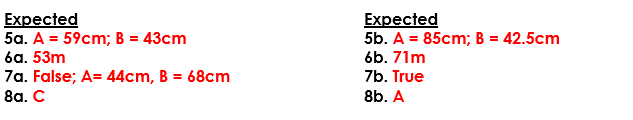 Expected
5a. A = 59cm; B = 43cm
6a. 53m
7a. False; A= 44cm, B = 68cm
8a. C
Expected
5b. A = 85cm; B = 42.5cm
6b. 71m
7b. True
8b. A